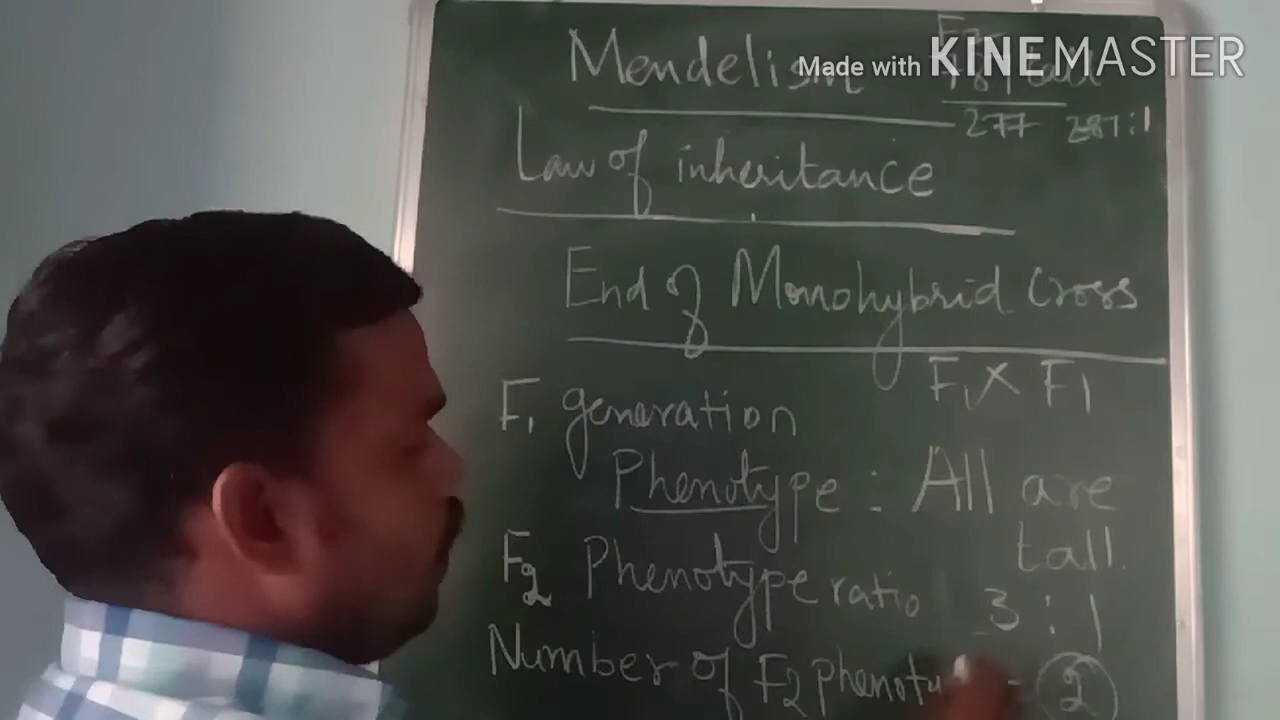 Made with KINEMASTER
Mendelism
277 287:1
Law of inheritance
End of Monohybrid Cross
F1 X F1
F1 generation
Phenotype : All are
tall.
F2 Phenotype ratio 3 : 1
Number of F2 - 2